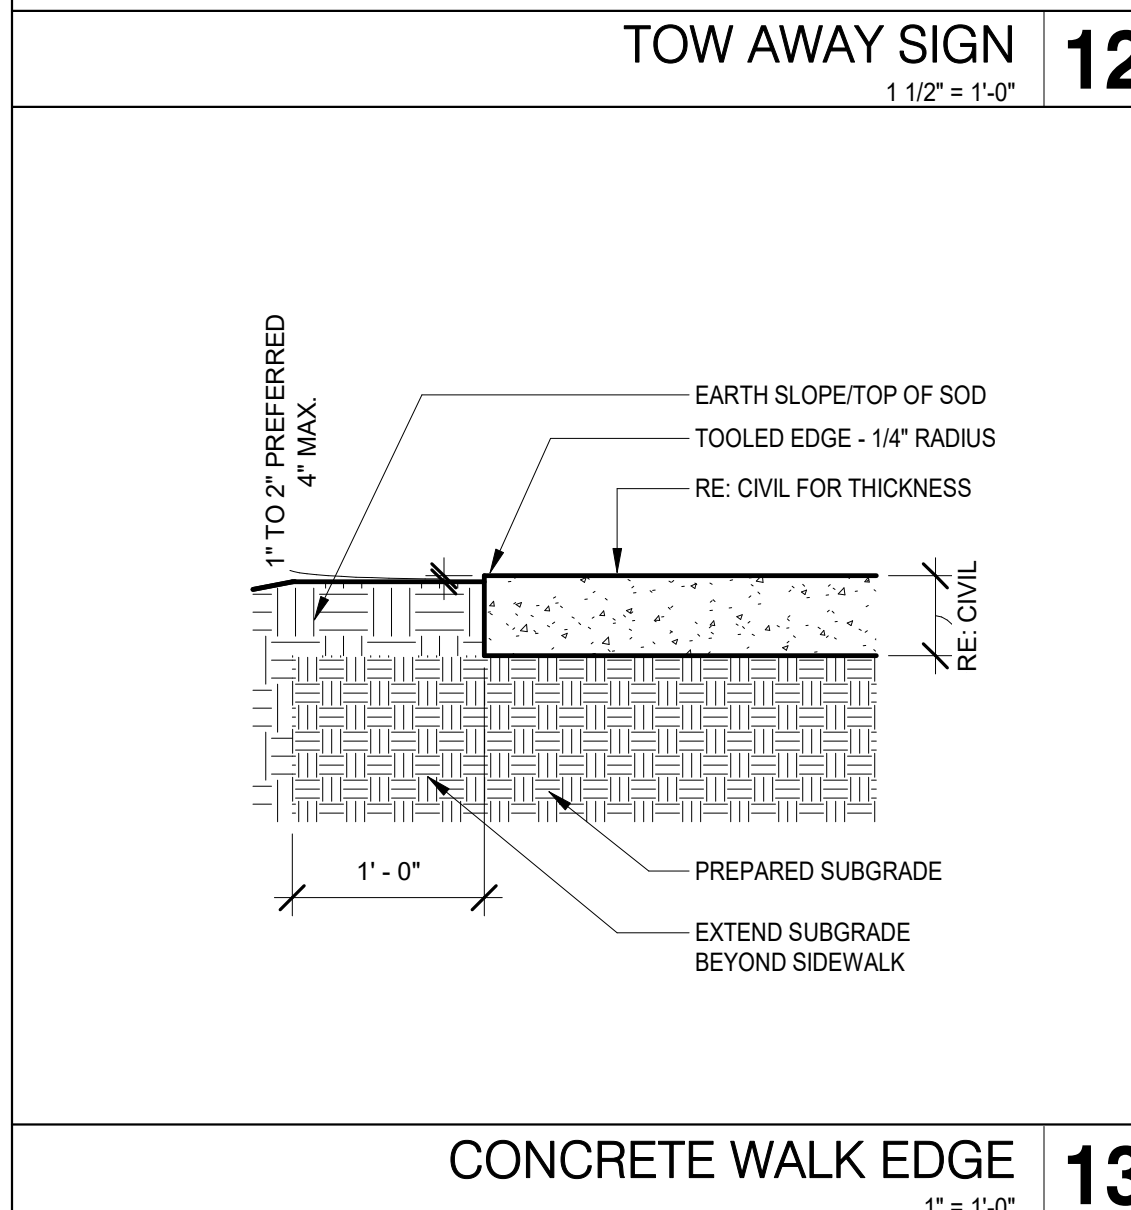 TOW AWAY SIGN
12
1 1/2" = 1'-0"
1" TO 2" PREFERRED
4" MAX.
EARTH SLOPE/TOP OF SOD
TOOLED EDGE - 1/4" RADIUS
RE: CIVIL FOR THICKNESS
RE: CIVIL
1' - 0"
PREPARED SUBGRADE
EXTEND SUBGRADE
BEYOND SIDEWALK
CONCRETE WALK EDGE
13
1" = 1'-0"